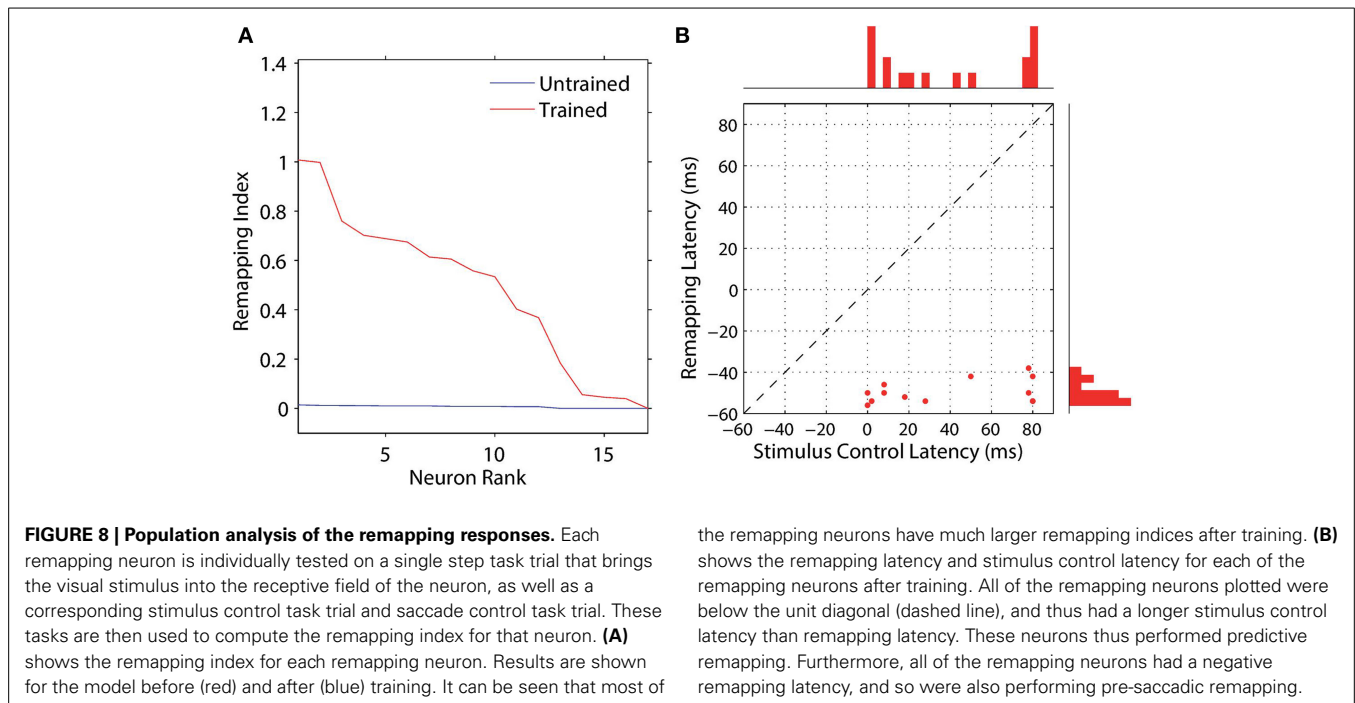 A
1.4
1.2
1
0.8
0.6
0.4
0.2
0
Remapping Index
Untrained
Trained
5
10
15
Neuron Rank
B
80
60
40
20
0
−20
−40
−60
Remapping Latency (ms)
−60
−40
−20
0
20
40
60
80
Stimulus Control Latency (ms)
FIGURE 8 | Population analysis of the remapping responses. Each
remapping neuron is individually tested on a single step task trial that brings
the visual stimulus into the receptive field of the neuron, as well as a
corresponding stimulus control task trial and saccade control task trial. These
tasks are then used to compute the remapping index for that neuron. (A)
shows the remapping index for each remapping neuron. Results are shown
for the model before (red) and after (blue) training. It can be seen that most of
the remapping neurons have much larger remapping indices after training. (B)
shows the remapping latency and stimulus control latency for each of the
remapping neurons after training. All of the remapping neurons plotted were
below the unit diagonal (dashed line), and thus had a longer stimulus control
latency than remapping latency. These neurons thus performed predictive
remapping. Furthermore, all of the remapping neurons had a negative
remapping latency, and so were also performing pre-saccadic remapping.